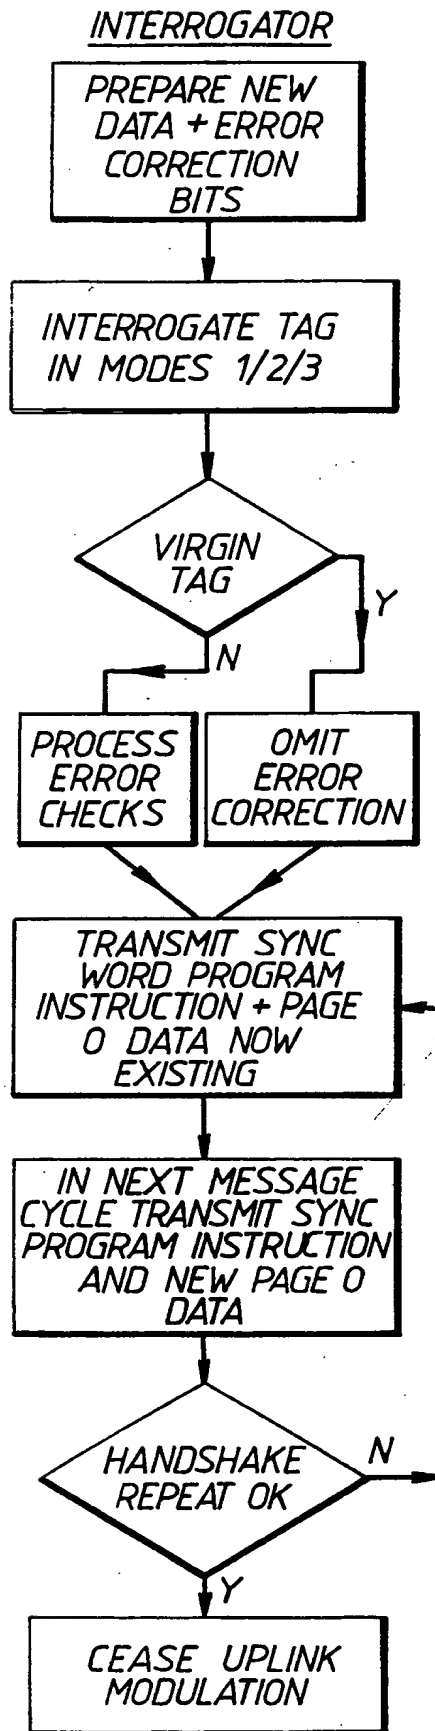 INTERROGATOR
PREPARE NEW
DATA + ERROR
CORRECTION
BITS
INTERROGATE TAG
IN MODES 1/2/3
VIRGIN
TAG
Y
N
PROCESS
ERROR
CHECKS
OMIT
ERROR
CORRECTION
TRANSMIT SYNC
WORD PROGRAM
INSTRUCTION + PAGE
0 DATA NOW
EXISTING
IN NEXT MESSAGE
CYCLE TRANSMIT SYNC
PROGRAM INSTRUCTION
AND NEW PAGE 0
DATA
HANDSHAKE
REPEAT OK
N
Y
CEASE UPLINK
MODULATION